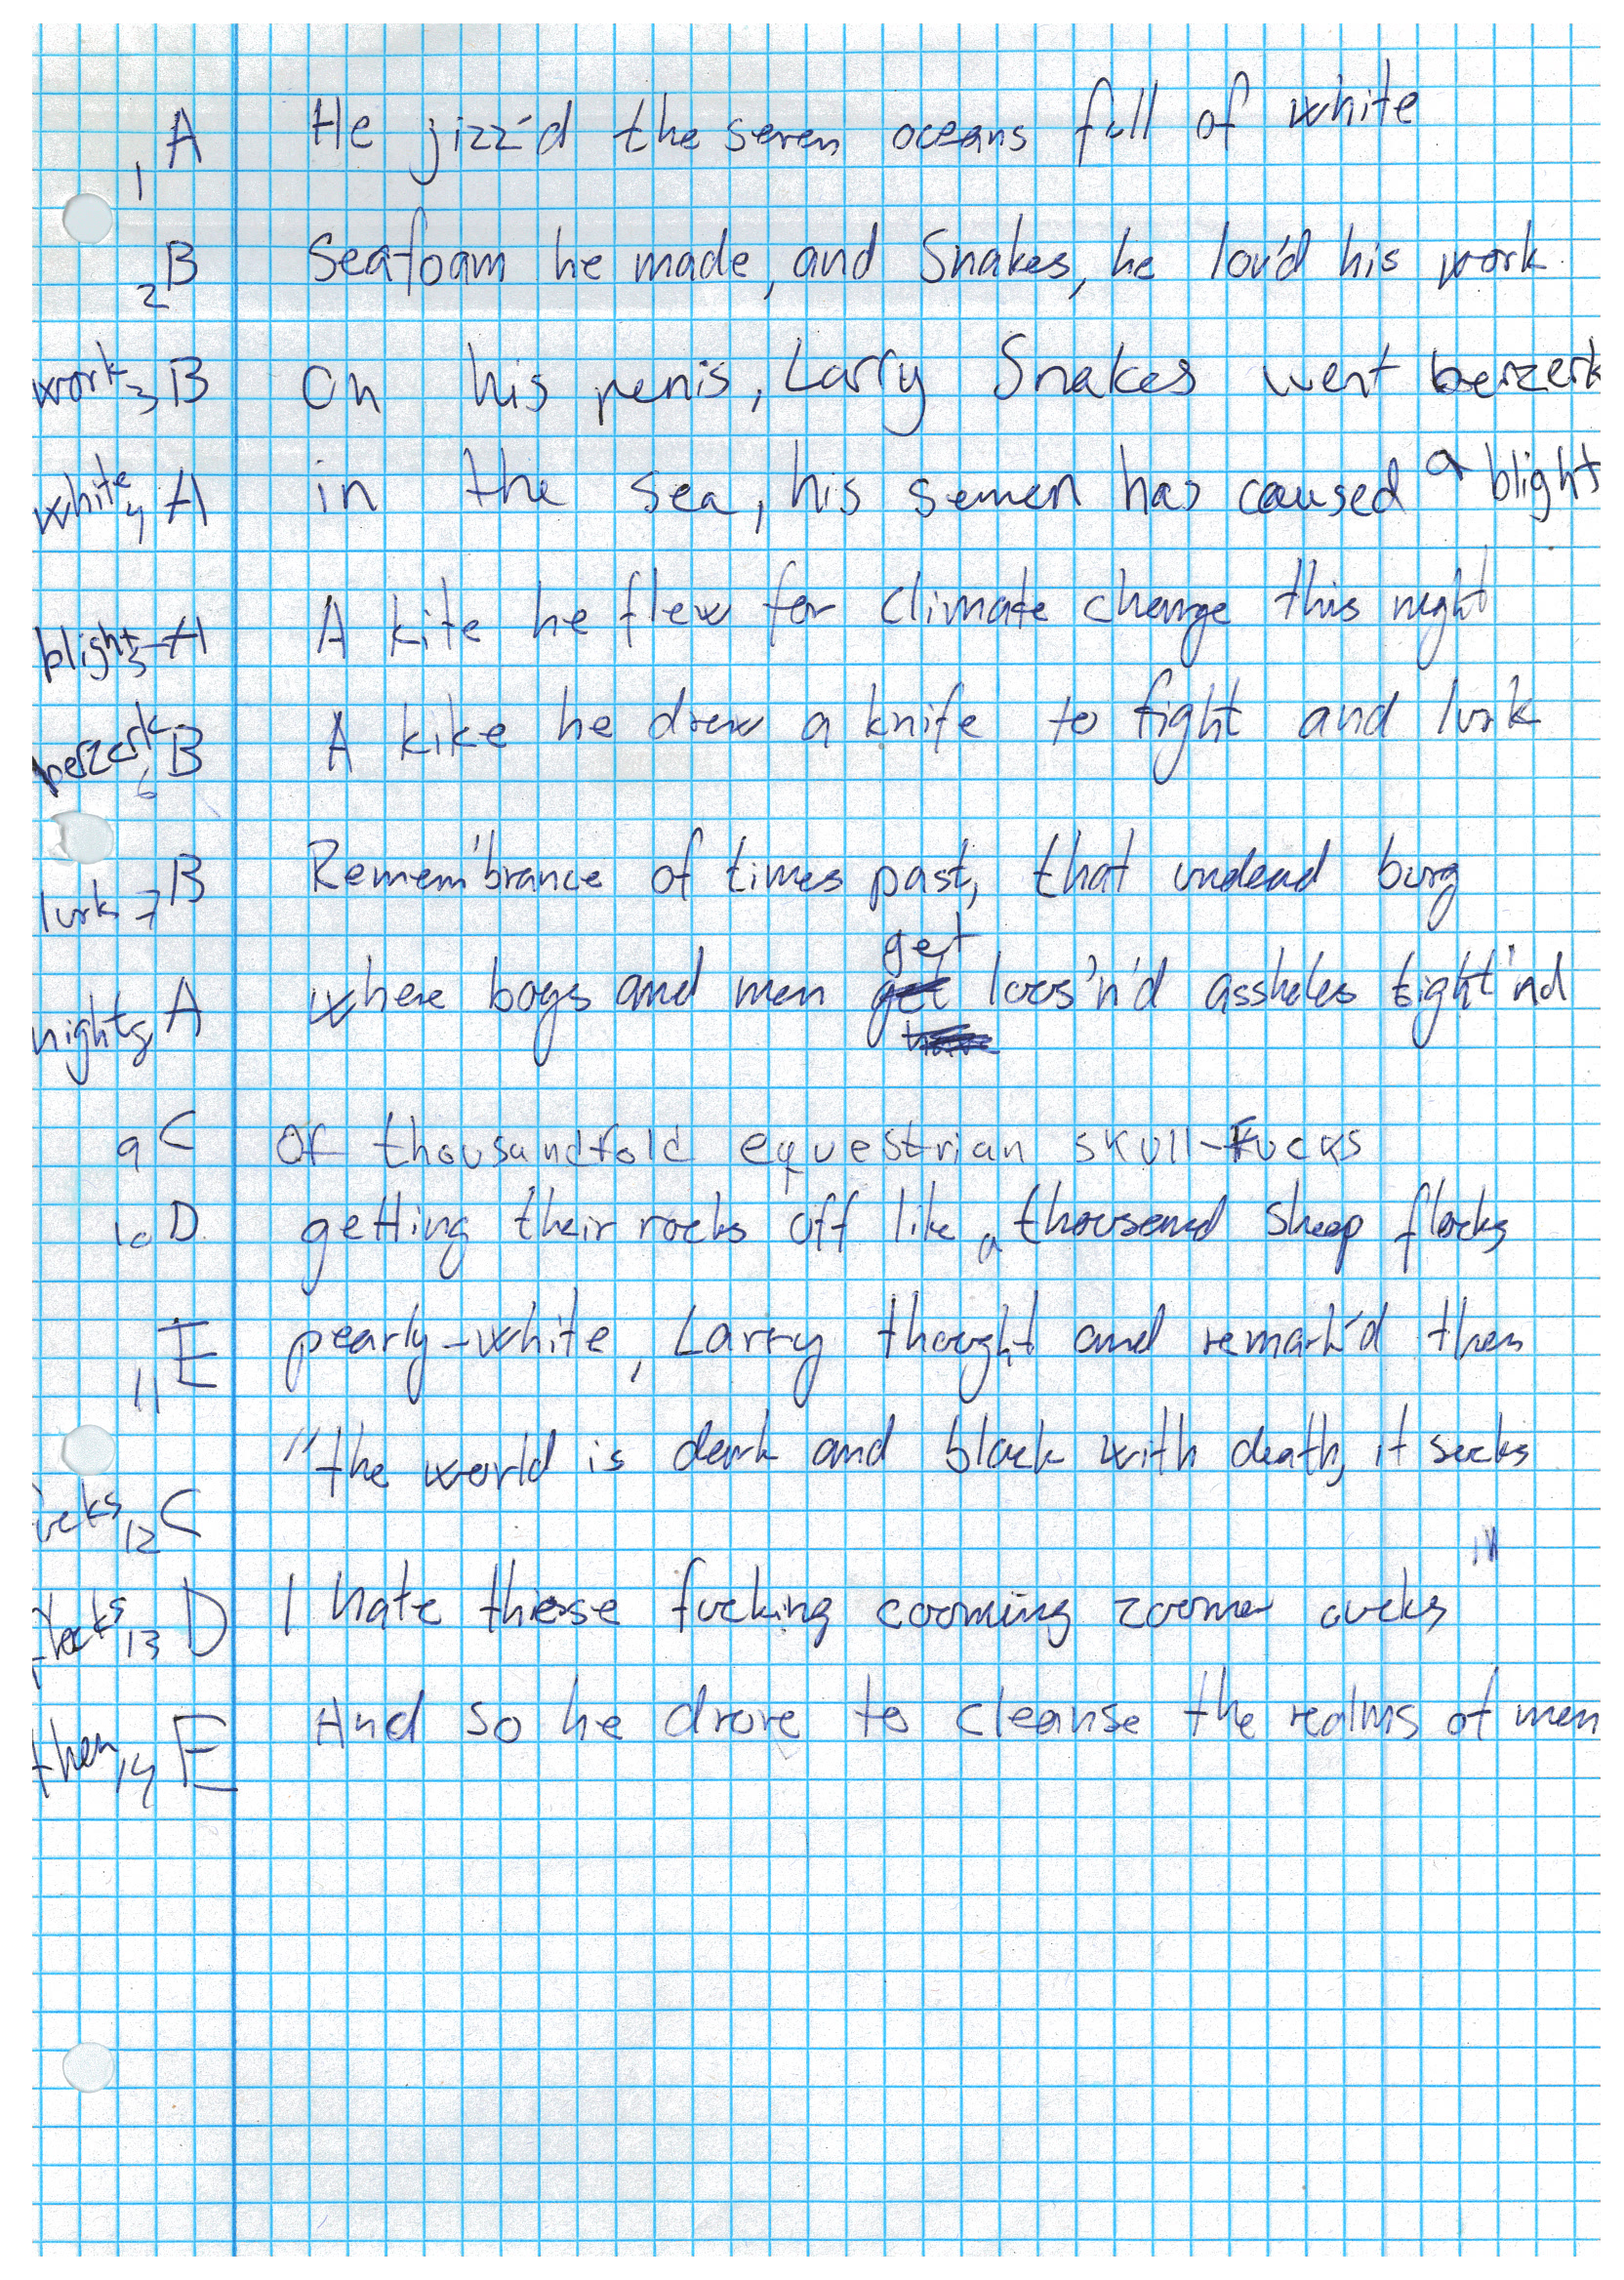 1 A He jizz'd the seven oceans full of white
2 B Seafoam he made, and Snakes, he lov'd his work
work 3 B On his penis, Larry Snakes went berzerk
white 4 A in the sea, his semen has caused a blight
blight 5 A A kite he flew for climate change this night
berzerk 6 B A kike he drew a knife to fight and lurk
lurk 7 B Remem'brance of times past, that undead burg
get
night 8 A where boys and men get loos'n'd assholes tight'nd
9 C Of thousandfold equestrian skull-fucks
10 D getting their rocks off like a thousand sheep flocks
11 E pearly-white, Larry thought and remark'd then
"the world is dark and black with death, it sucks
ucks 12 C
flocks 13 D I hate these fucking cooming zoomer cucks"
then 14 E And so he drove to cleanse the realms of men